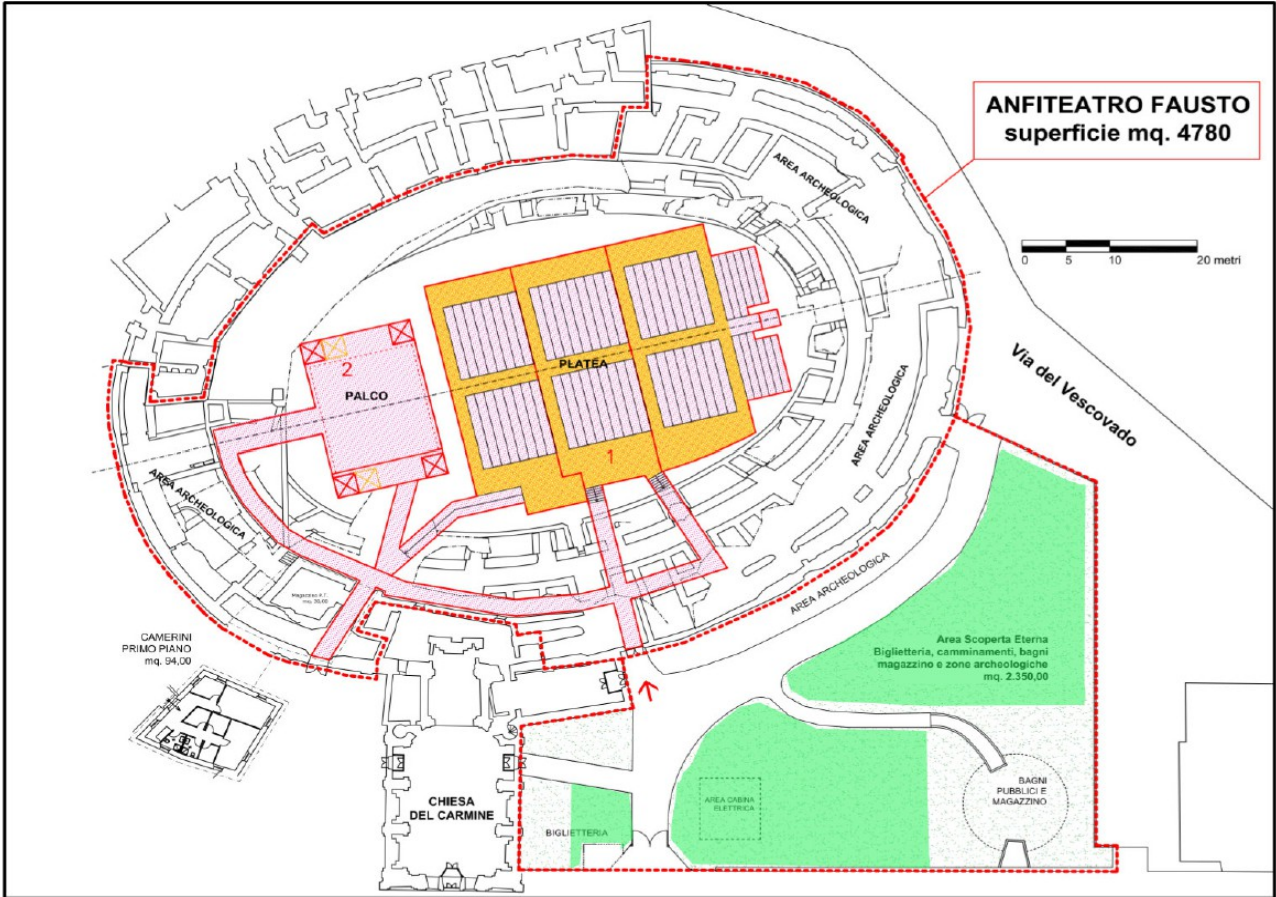 ANFITEATRO FAUSTO
superficie mq. 4780
AREA ARCHEOLOGICA
0 5 10 20 metri
Via del Vescovado
PLATEA
2
PALCO
AREA ARCHEOLOGICA
1
AREA ARCHEOLOGICA
AREA ARCHEOLOGICA
CAMERINI
PRIMO PIANO
mq. 94,00
Area Scoperta Eterna
Biglietteria, camminamenti, bagni
magazzino e zone archeologiche
mq. 2.350,00
CHIESA
DEL CARMINE
AREA CABINA
ELETTRICA
BAGNI
PUBBLICI E
MAGAZZINO
BIGLIETTERIA